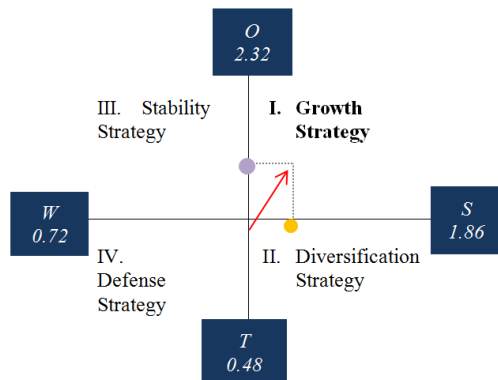 O
2.32
III. Stability
Strategy
I. Growth
Strategy
W
0.72
S
1.86
IV.
Defense
Strategy
II. Diversification
Strategy
T
0.48